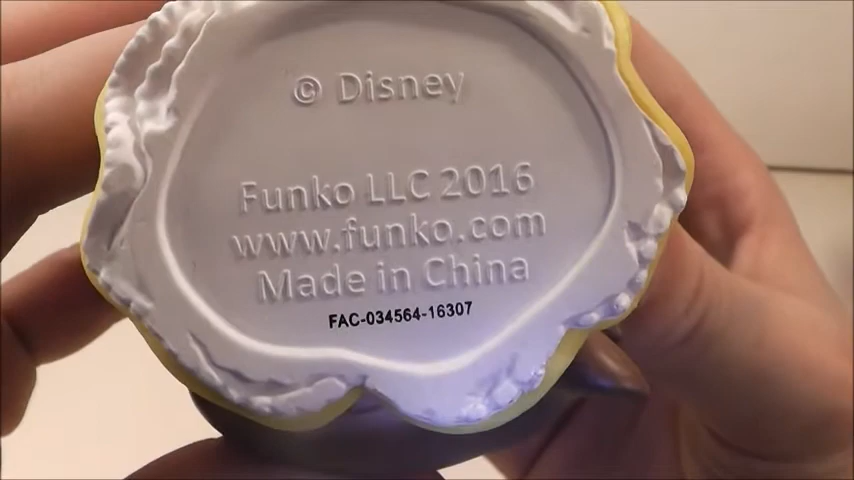 © Disney
Funko LLC 2016
www.funko.com
Made in China
FAC-034564-16307